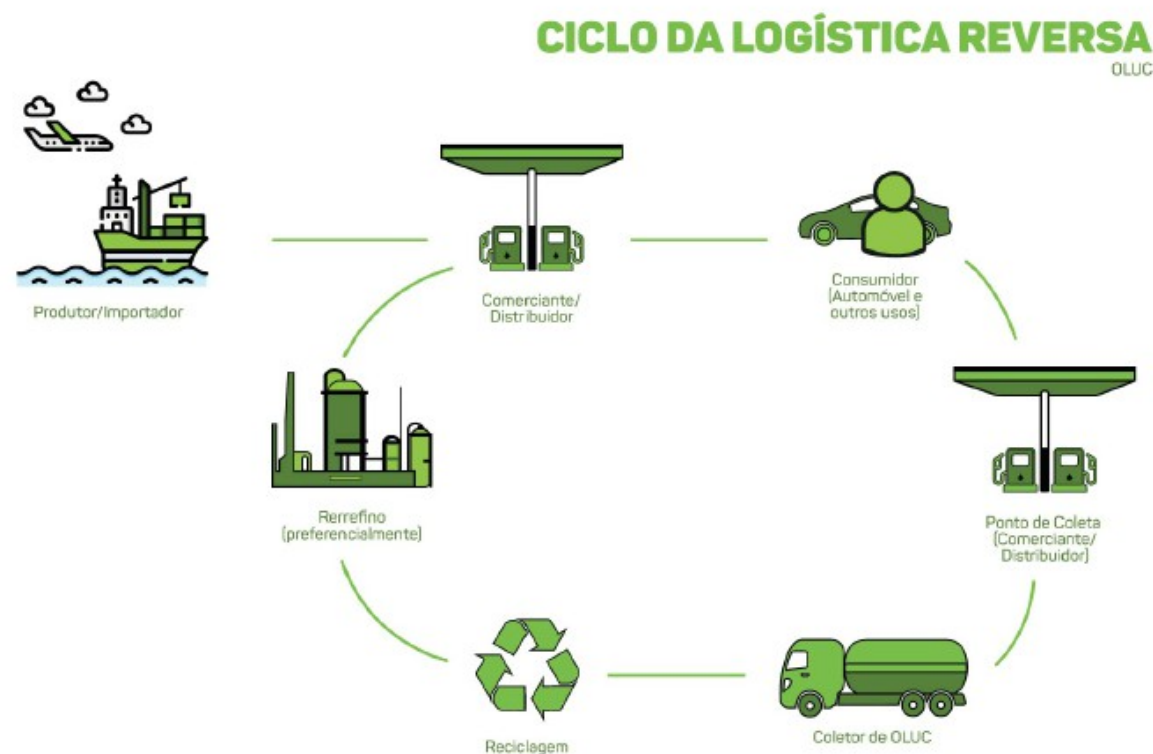 CICLO DA LOGÍSTICA REVERSA
OLUC
Produtor/Importador
Comerciante/
Distribuidor
Consumidor
(Automóvel e
outros usos)
Rerrefino
(preferencialmente)
Ponto de Coleta
(Comerciante/
Distribuidor)
Reciclagem
Coletor de OLUC